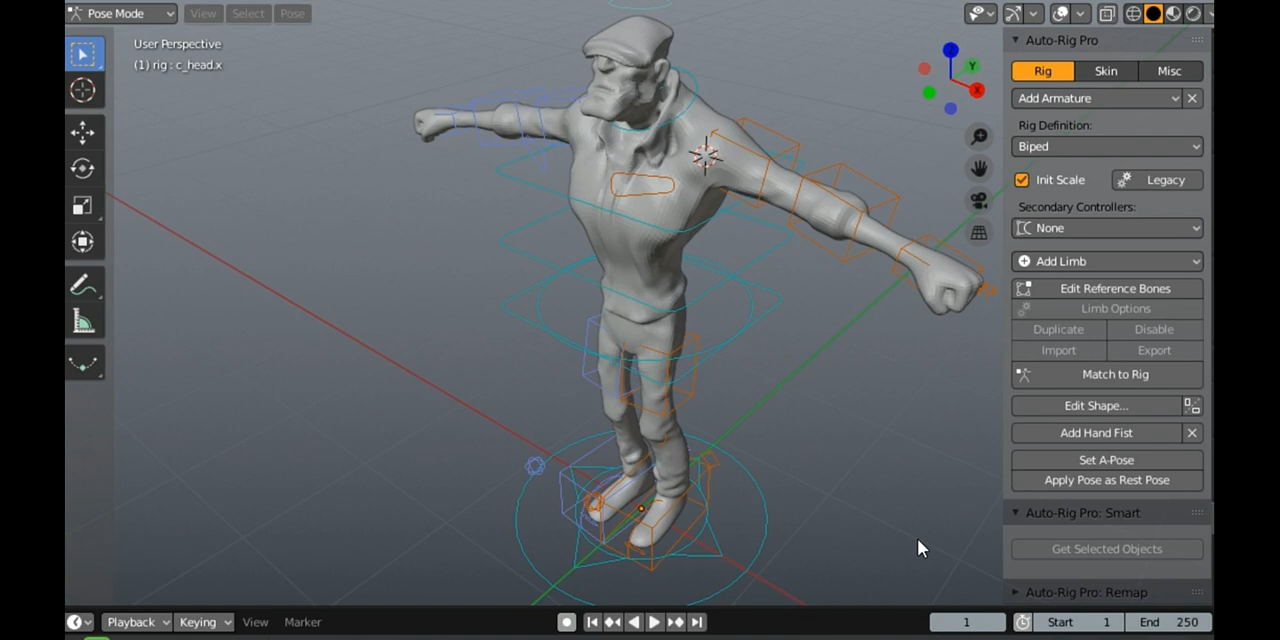 Pose Mode View Select Pose
User Perspective
(1) rig : c_head.x
Y
X
Auto-Rig Pro
Rig Skin Misc
Add Armature
Rig Definition:
Biped
Init Scale Legacy
Secondary Controllers:
None
Add Limb
Edit Reference Bones
Limb Options
Duplicate Disable
Import Export
Match to Rig
Edit Shape...
Add Hand Fist
Set A-Pose
Apply Pose as Rest Pose
Auto-Rig Pro: Smart
Get Selected Objects
Auto-Rig Pro: Remap
Playback Keying View Marker 1 Start 1 End 250